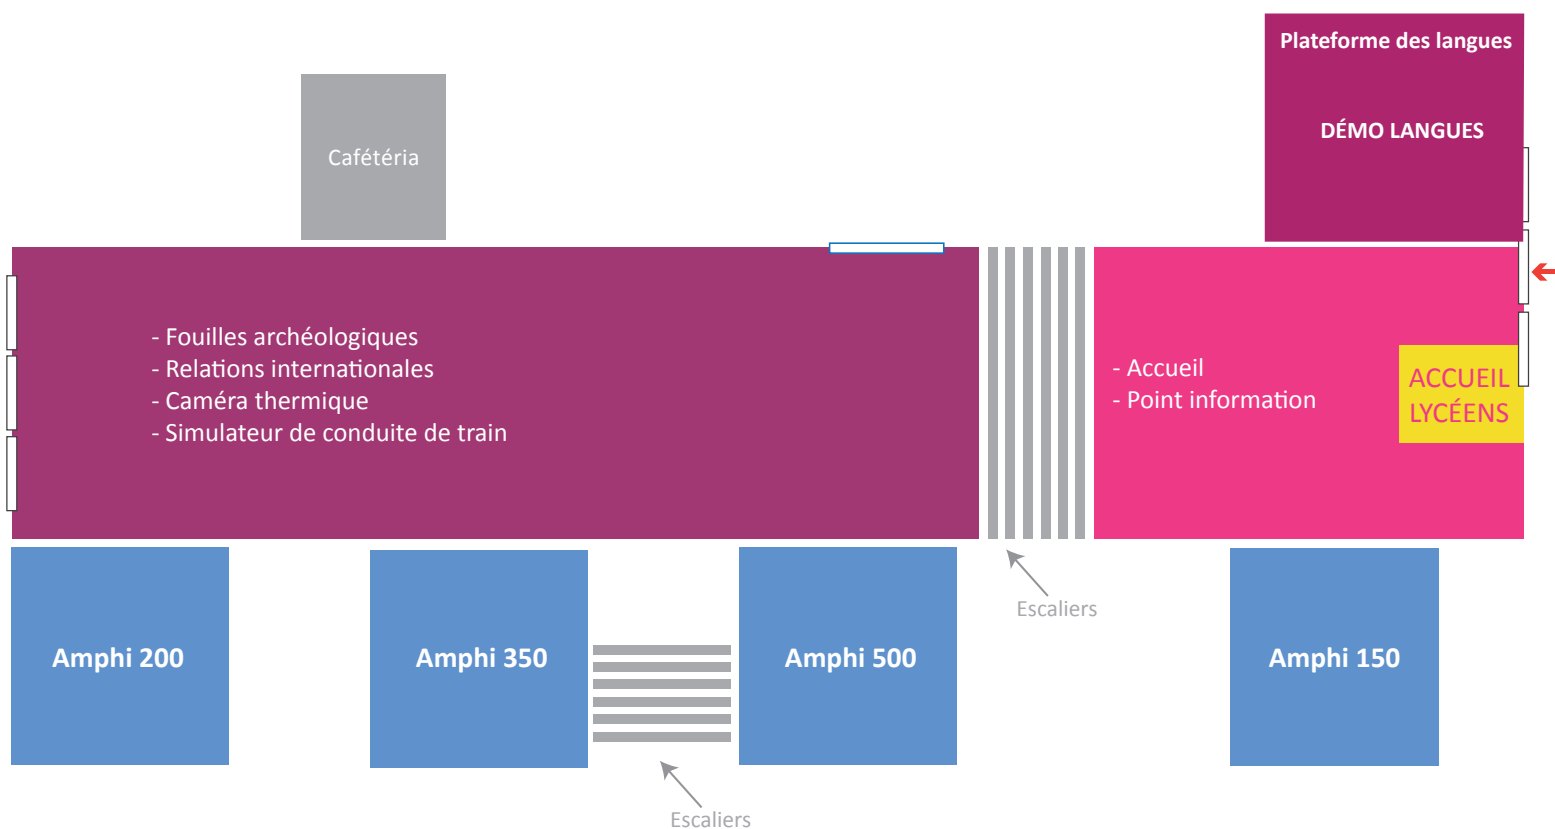 Plateforme des langues
DÉMO LANGUES
Cafétéria
- Fouilles archéologiques
- Relations internationales
- Caméra thermique
- Simulateur de conduite de train
- Accueil
- Point information
ACCUEIL
LYCÉENS
Escaliers
Amphi 200
Amphi 350
Amphi 500
Amphi 150
Escaliers